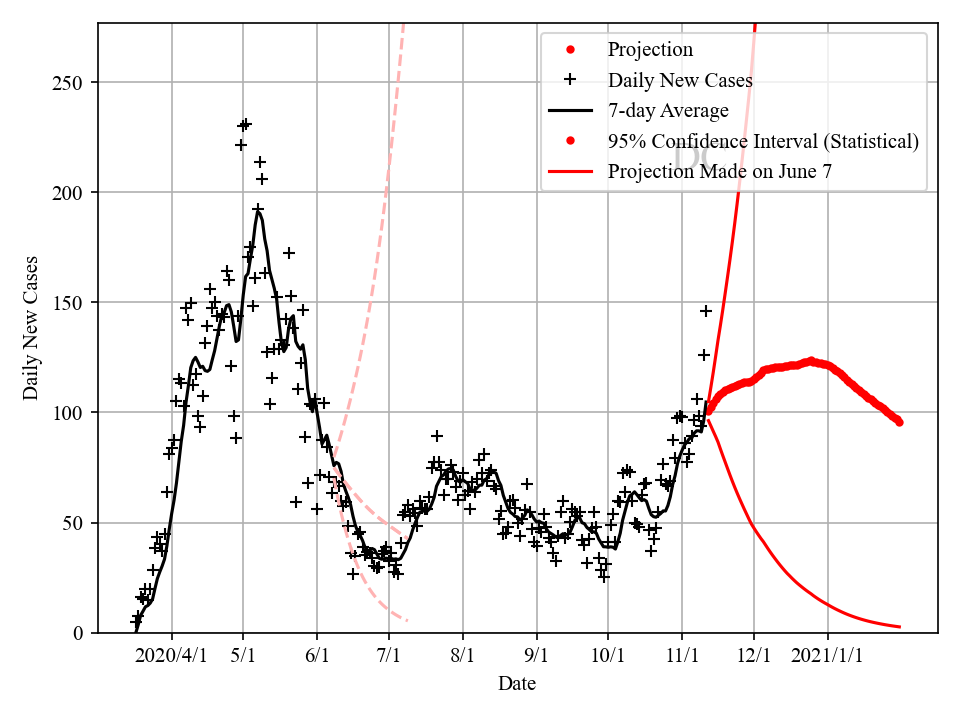 Projection
Daily New Cases
7-day Average
95% Confidence Interval (Statistical)
Projection Made on June 7
DC
Daily New Cases
250
200
150
100
50
0
2020/4/1 5/1 6/1 7/1 8/1 9/1 10/1 11/1 12/1 2021/1/1
Date